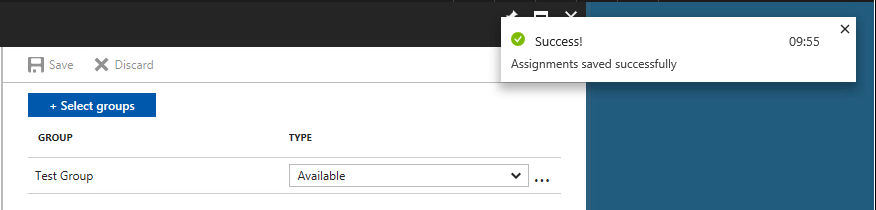 Success! 09:55
Assignments saved successfully
Save Discard
+ Select groups
GROUP TYPE
Test Group Available ...